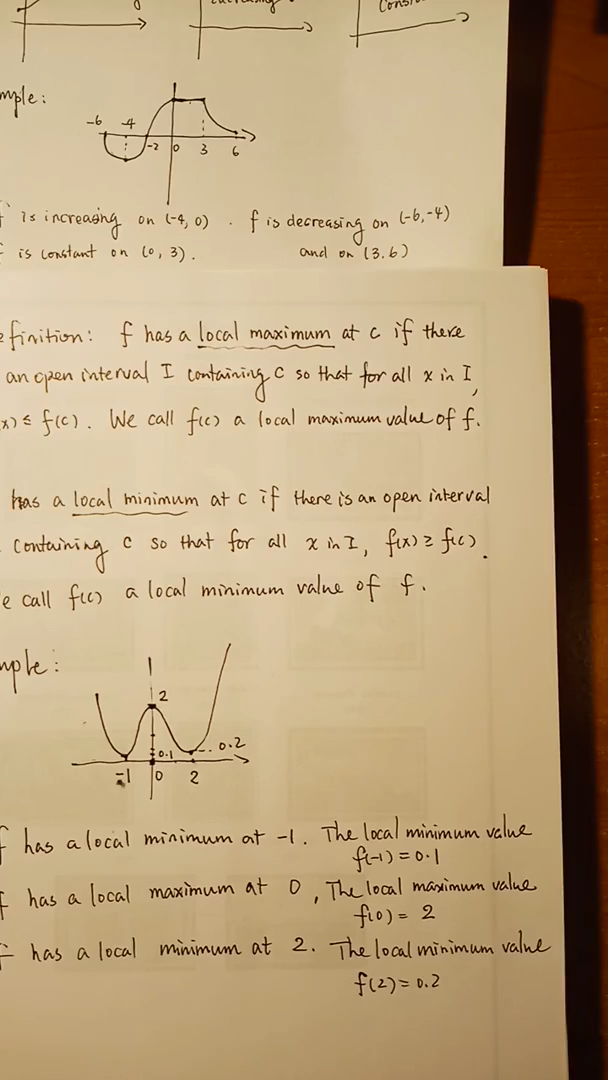 -6 -4 -2 0 3 6
is increasing on (-4, 0). f is decreasing on (-6, -4)
is constant on (0, 3). and on (3, 6)
f has a local maximum at c if there
an open interval I containing c so that for all x in I,
≤ f(c). We call f(c) a local maximum value of f.
has a local minimum at c if there is an open interval
containing c so that for all x in I, f(x) ≥ f(c).
call f(c) a local minimum value of f.
2
0.1 0.2
-1 0 2
f has a local minimum at -1. The local minimum value
f(-1) = 0.1
f has a local maximum at 0, The local maximum value
f(0) = 2
f has a local minimum at 2. The local minimum value
f(2) = 0.2